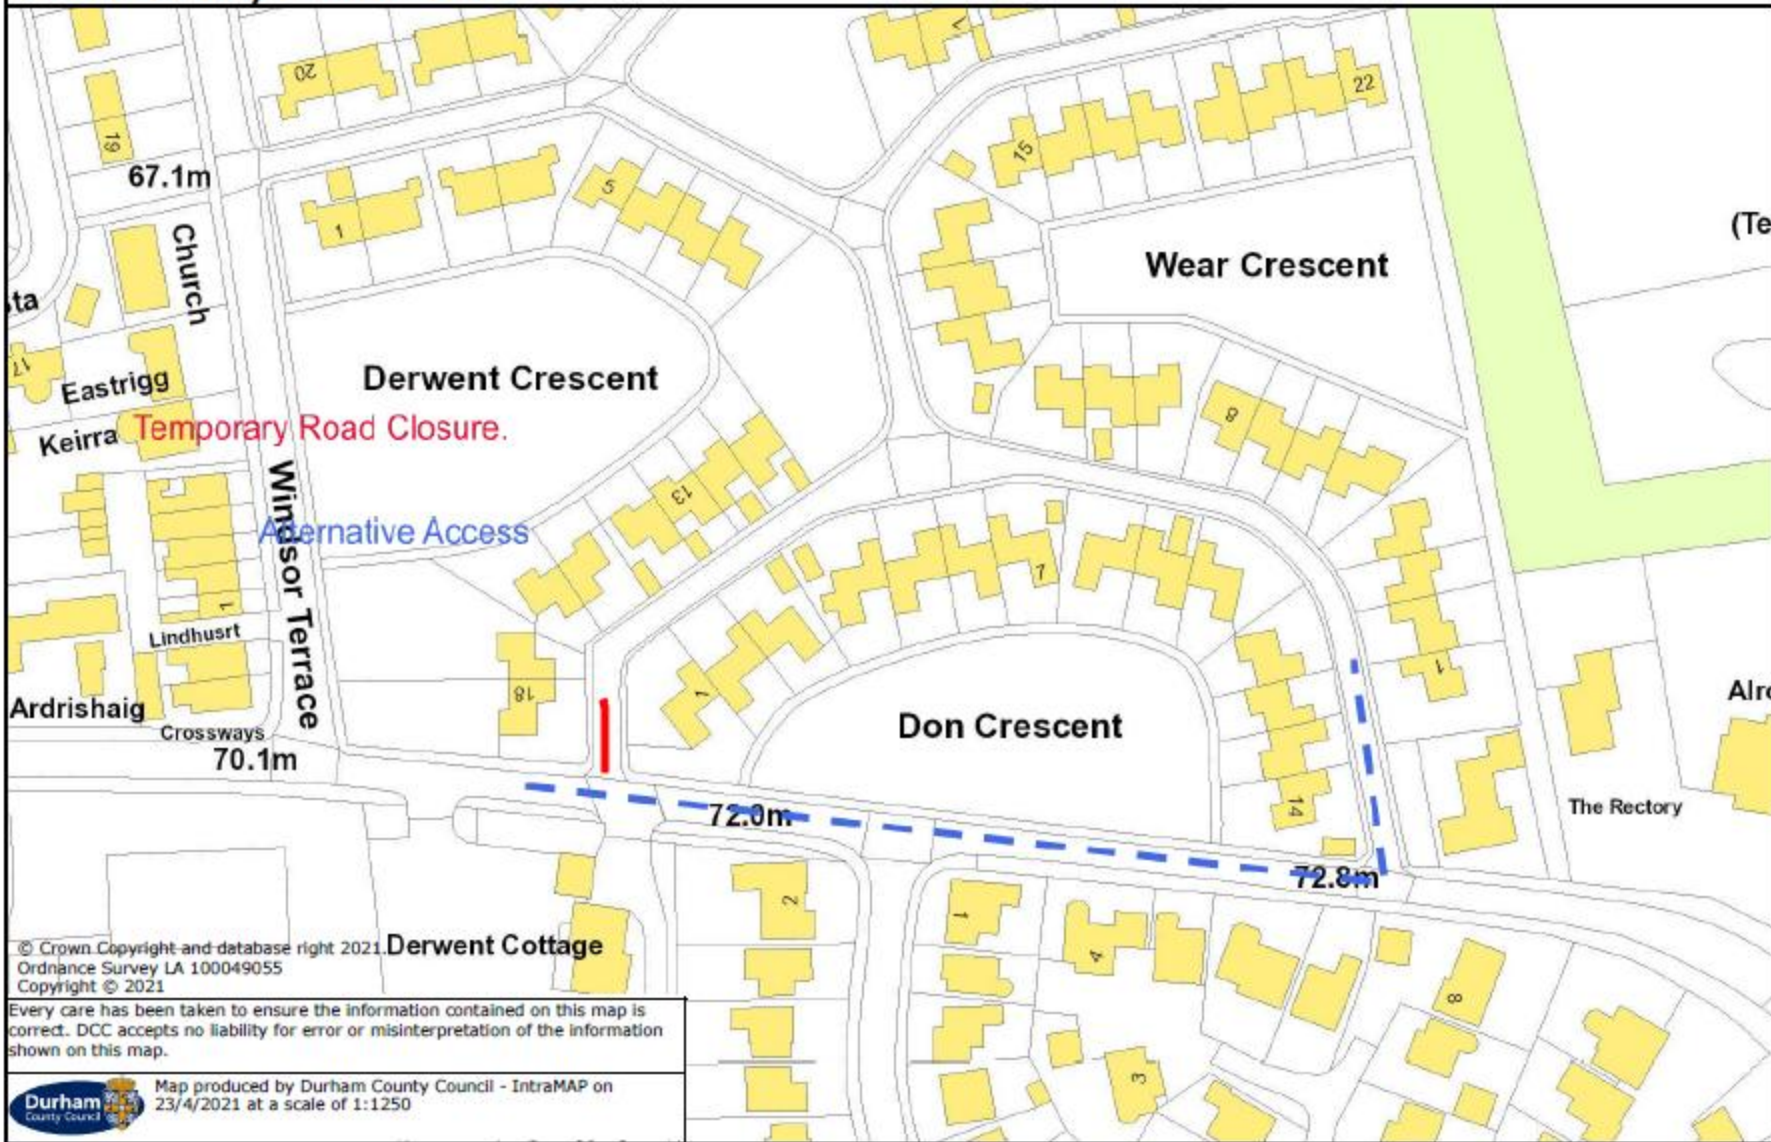 20
22
15
19
67.1m
5
1
Church
(Te
Wear Crescent
sta
17
Derwent Crescent
Eastrigg
8
Temporary Road Closure.
Keirra
13
Windsor Terrace
Alternative Access
7
1
Lindhusrt
1
18
1
Ardrishaig
Alro
Don Crescent
Crossways
70.1m
14
The Rectory
72.0m
72.8m
2
1
4
8
3
© Crown Copyright and database right 2021.
Derwent Cottage
Ordnance Survey LA 100049055
Copyright © 2021
Every care has been taken to ensure the information contained on this map is
correct. DCC accepts no liability for error or misinterpretation of the information
shown on this map.
Durham
County Council
Map produced by Durham County Council - IntraMAP on
23/4/2021 at a scale of 1:1250